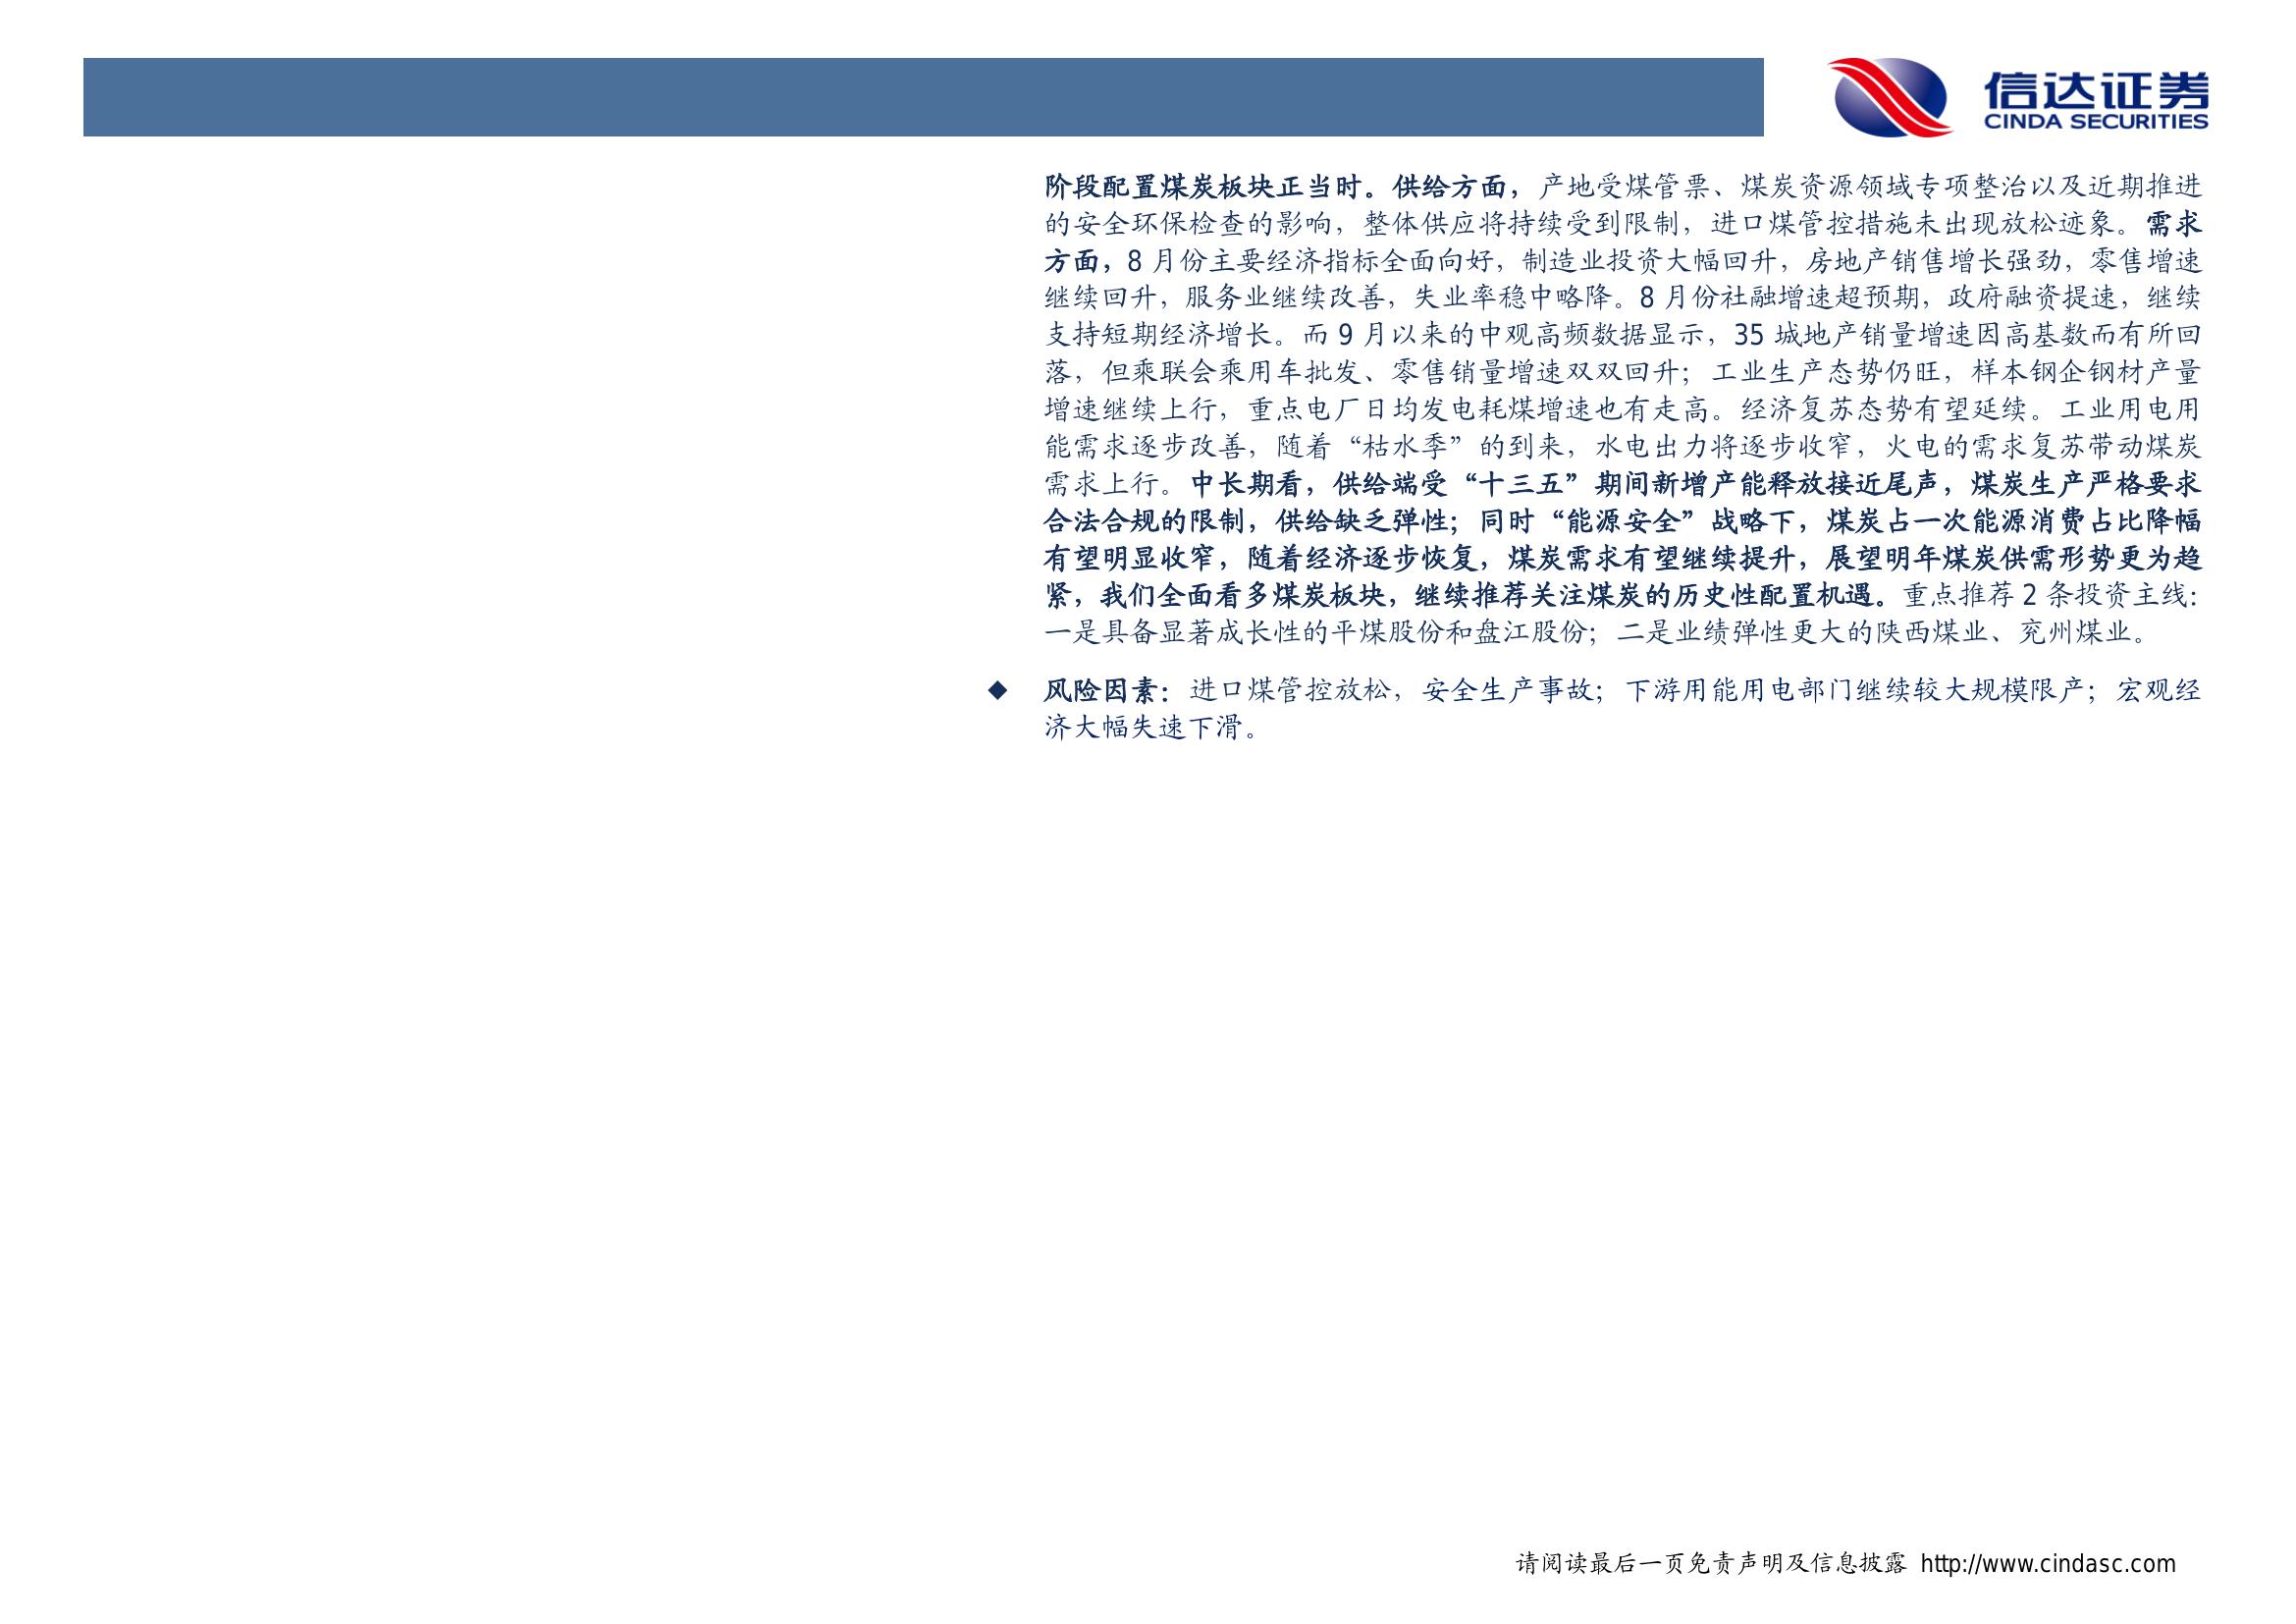 信达证券
CINDA SECURITIES
阶段配置煤炭板块正当时。供给方面，产地受煤管票、煤炭资源领域专项整治以及近期推进
的安全环保检查的影响，整体供应将持续受到限制，进口煤管控措施未出现放松迹象。需求
方面，8 月份主要经济指标全面向好，制造业投资大幅回升，房地产销售增长强劲，零售增速
继续回升，服务业继续改善，失业率稳中略降。8 月份社融增速超预期，政府融资提速，继续
支持短期经济增长。而 9 月以来的中观高频数据显示，35 城地产销量增速因高基数而有所回
落，但乘联会乘用车批发、零售销量增速双双回升；工业生产态势仍旺，样本钢企钢材产量
增速继续上行，重点电厂日均发电耗煤增速也有走高。经济复苏态势有望延续。工业用电用
能需求逐步改善，随着“枯水季”的到来，水电出力将逐步收窄，火电的需求复苏带动煤炭
需求上行。中长期看，供给端受“十三五”期间新增产能释放接近尾声，煤炭生产严格要求
合法合规的限制，供给缺乏弹性；同时“能源安全”战略下，煤炭占一次能源消费占比降幅
有望明显收窄，随着经济逐步恢复，煤炭需求有望继续提升，展望明年煤炭供需形势更为趋
紧，我们全面看多煤炭板块，继续推荐关注煤炭的历史性配置机遇。重点推荐 2 条投资主线：
一是具备显著成长性的平煤股份和盘江股份；二是业绩弹性更大的陕西煤业、兖州煤业。
◆ 风险因素：进口煤管控放松，安全生产事故；下游用能用电部门继续较大规模限产；宏观经
济大幅失速下滑。
请阅读最后一页免责声明及信息披露 http://www.cindasc.com